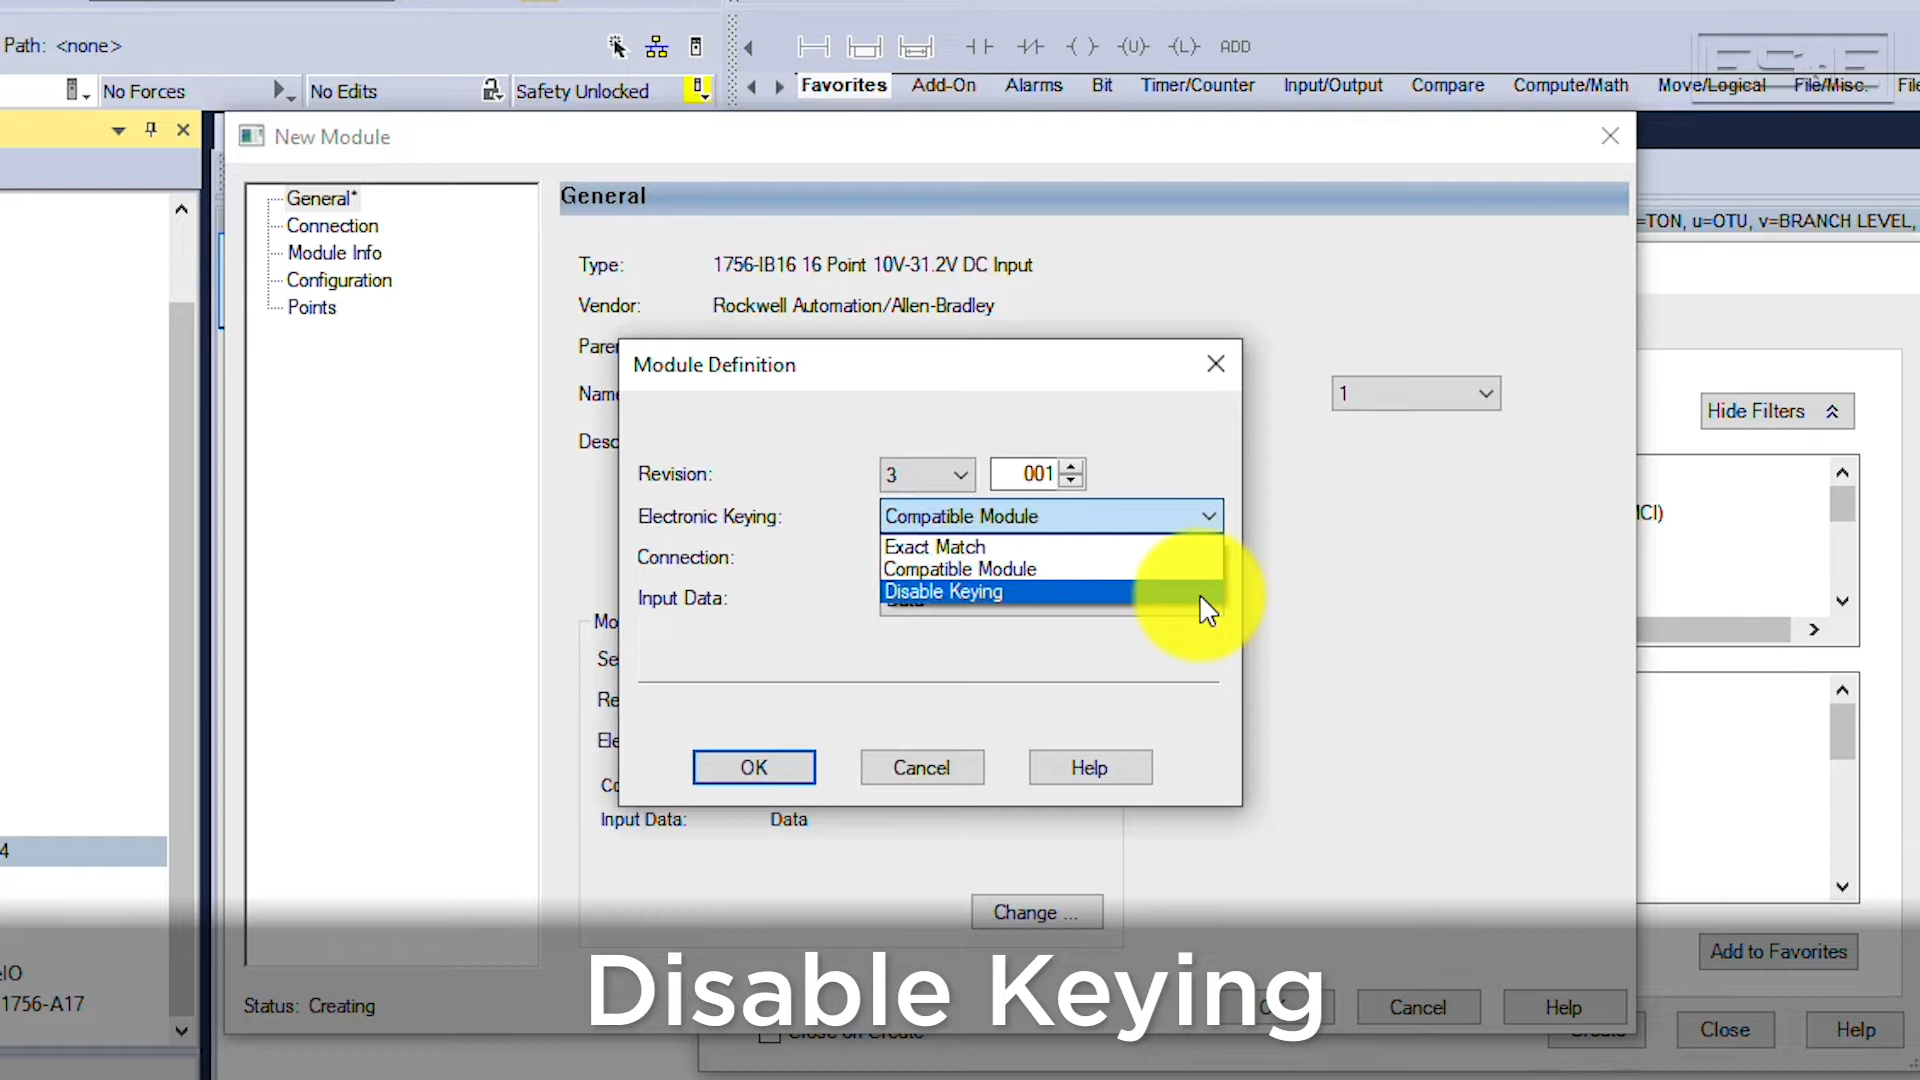 Path: <none>
ADD
No Forces
No Edits
Safety Unlocked
Favorites Add-On Alarms Bit Timer/Counter Input/Output Compare Compute/Math Move/Logical File/Misc.
New Module
General*
Connection
Module Info
Configuration
Points
General
=TON, u=OTU, v=BRANCH LEVEL,
Type: 1756-IB16 16 Point 10V-31.2V DC Input
Vendor: Rockwell Automation/Allen-Bradley
Module Definition
1
Hide Filters
Revision: 3 001
Electronic Keying: Compatible Module
Exact Match
Compatible Module
Disable Keying
Connection:
Input Data:
OK Cancel Help
Input Data: Data
Change ...
Add to Favorites
1756-A17
Status: Creating
Cancel Help
Close Help
Disable Keying